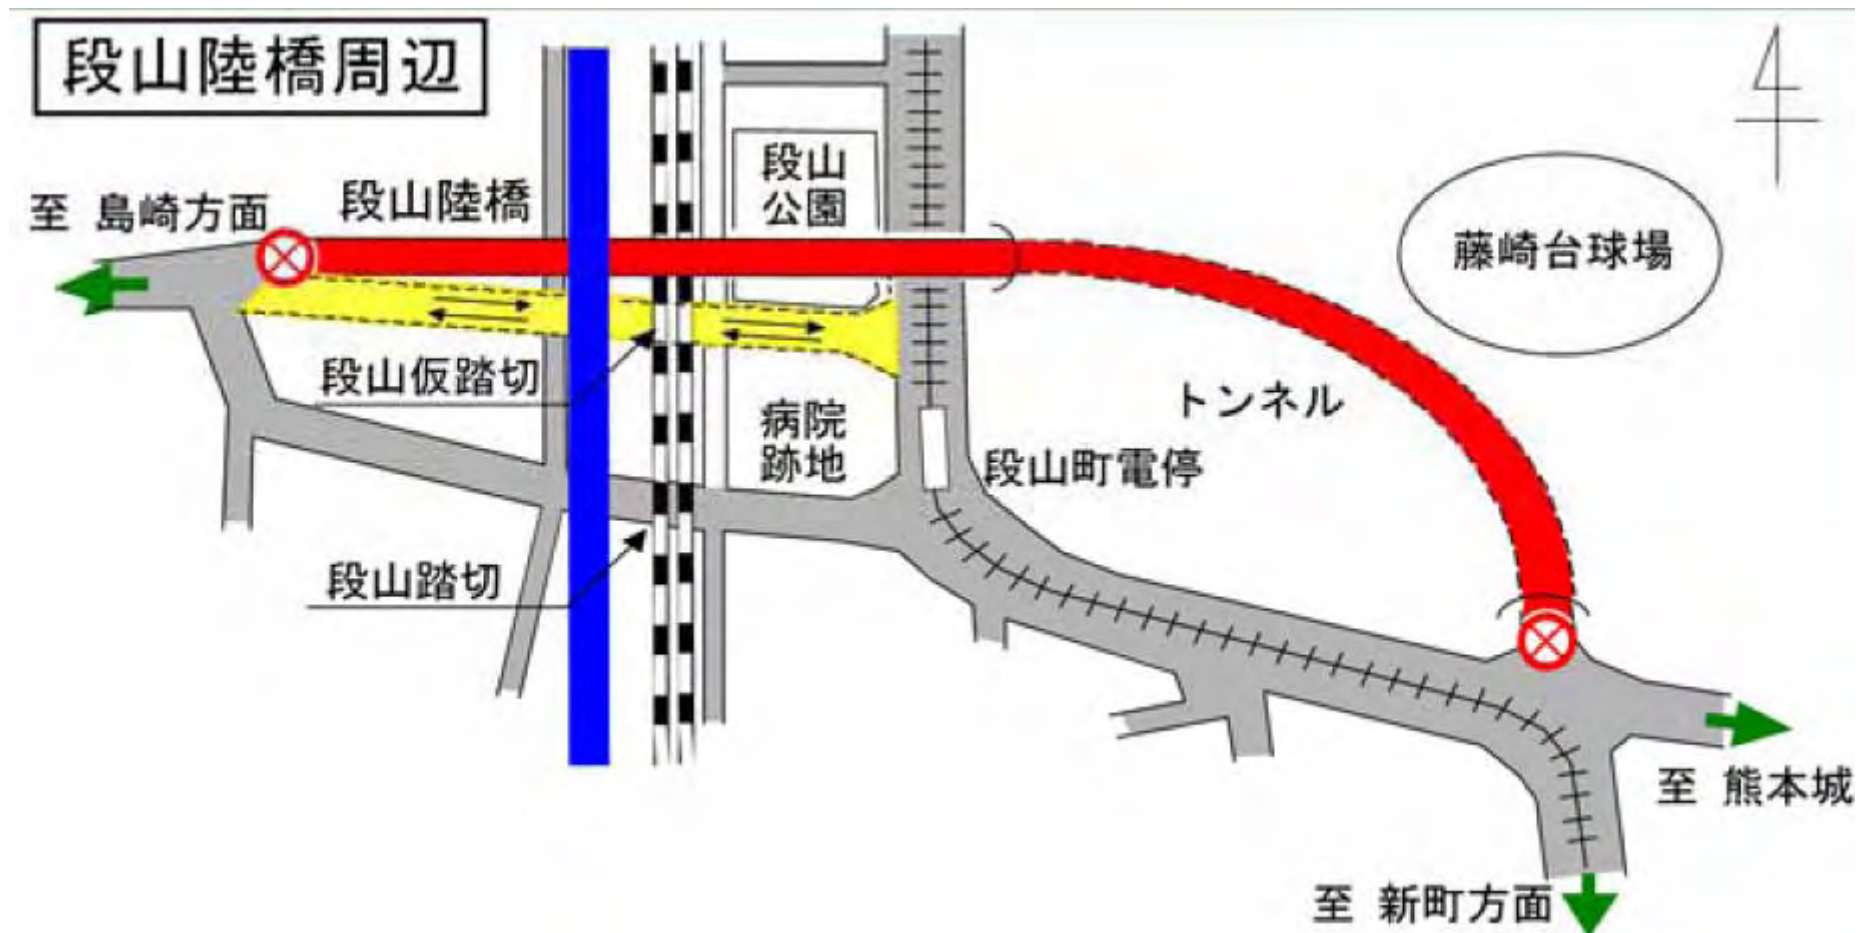 段山陸橋周辺
至 島崎方面
段山陸橋
段山
公園
藤崎台球場
段山仮踏切
トンネル
病院
跡地
段山町電停
段山踏切
至 熊本城
至 新町方面